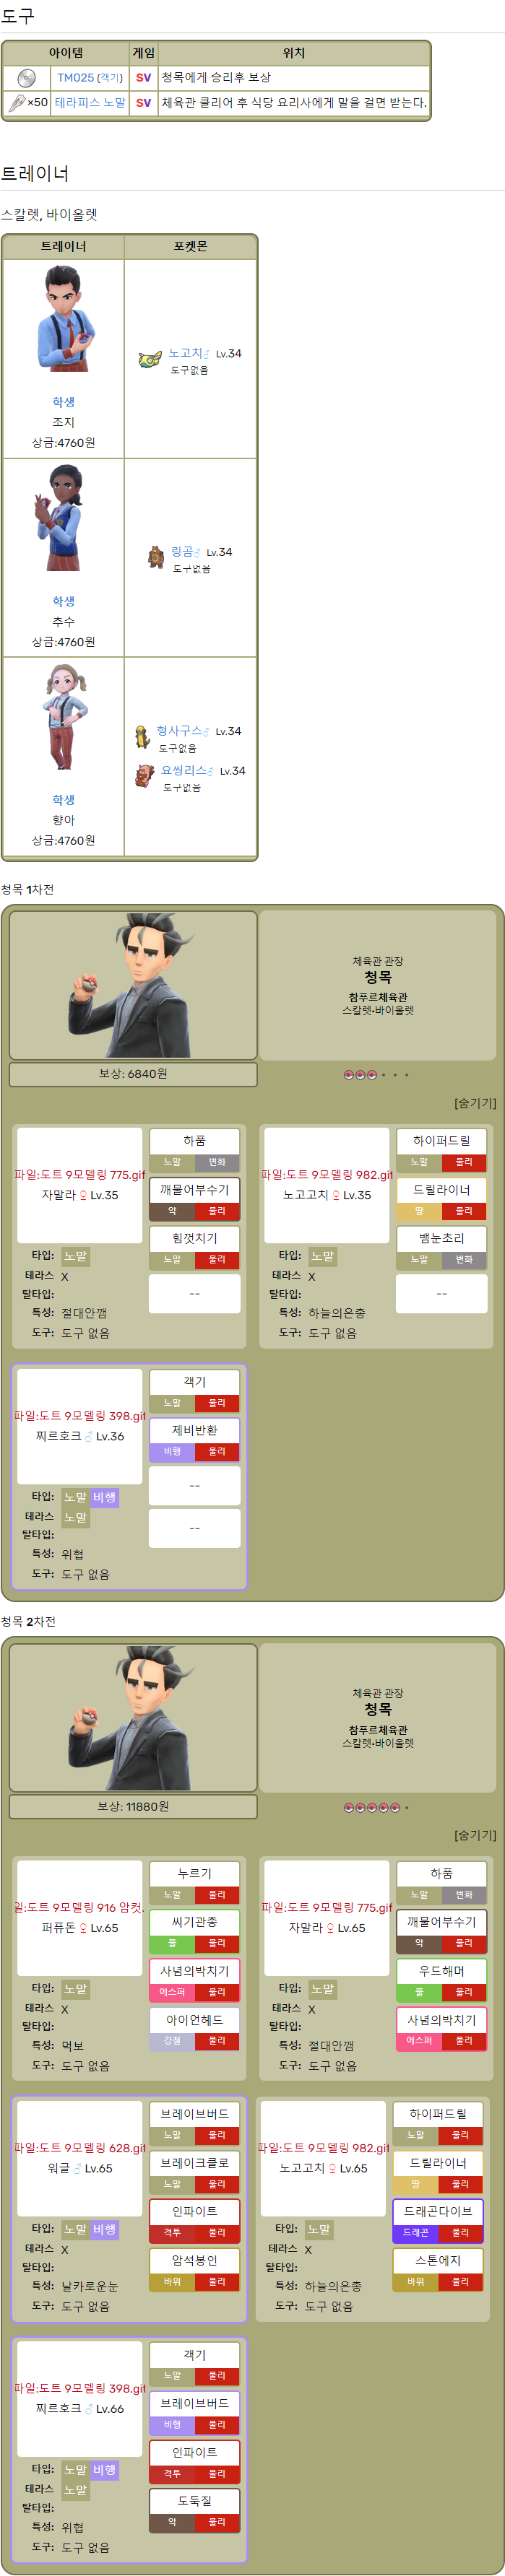 도구
아이템 게임 위치
TM025 (객기) SV 청목에게 승리후 보상
×50 테라피스 노말 SV 체육관 클리어 후 식당 요리사에게 말을 걸면 받는다.
트레이너
스칼렛, 바이올렛
트레이너 포켓몬
노고치♂ Lv.34
도구없음
학생
조지
상금:4760원
링곰♂ Lv.34
도구없음
학생
추수
상금:4760원
형사구스♂ Lv.34
도구없음
요씽리스♂ Lv.34
도구없음
학생
향아
상금:4760원
청목 1차전
체육관 관장
청목
참푸르체육관
스칼렛•바이올렛
보상: 6840원
[숨기기]
파일:도트 9모델링 775.gif
자말라 ♀ Lv.35
타입: 노말
테라스탈타입: X
특성: 절대안깸
도구: 도구 없음
하품
노말 변화
깨물어부수기
악 물리
힘껏치기
노말 물리
--
파일:도트 9모델링 982.gif
노고고치 ♀ Lv.35
타입: 노말
테라스탈타입: X
특성: 하늘의은총
도구: 도구 없음
하이퍼드릴
노말 물리
드릴라이너
땅 물리
뱀눈초리
노말 변화
--
파일:도트 9모델링 398.gif
찌르호크 ♂ Lv.36
타입: 노말 비행
테라스탈타입: 노말
특성: 위협
도구: 도구 없음
객기
노말 물리
제비반환
비행 물리
--
--
청목 2차전
체육관 관장
청목
참푸르체육관
스칼렛•바이올렛
보상: 11880원
[숨기기]
일:도트 9모델링 916 암컷.
퍼퓨돈 ♀ Lv.65
타입: 노말
테라스탈타입: X
특성: 먹보
도구: 도구 없음
누르기
노말 물리
씨기관총
풀 물리
사념의박치기
에스퍼 물리
아이언헤드
강철 물리
파일:도트 9모델링 775.gif
자말라 ♀ Lv.65
타입: 노말
테라스탈타입: X
특성: 절대안깸
도구: 도구 없음
하품
노말 변화
깨물어부수기
악 물리
우드해머
풀 물리
사념의박치기
에스퍼 물리
파일:도트 9모델링 628.gif
워글 ♂ Lv.65
타입: 노말 비행
테라스탈타입: X
특성: 날카로운눈
도구: 도구 없음
브레이브버드
노말 물리
브레이크클로
노말 물리
인파이트
격투 물리
암석봉인
바위 물리
파일:도트 9모델링 982.gif
노고고치 ♀ Lv.65
타입: 노말
테라스탈타입: X
특성: 하늘의은총
도구: 도구 없음
하이퍼드릴
노말 물리
드릴라이너
땅 물리
드래곤다이브
드래곤 물리
스톤에지
바위 물리
파일:도트 9모델링 398.gif
찌르호크 ♂ Lv.66
타입: 노말 비행
테라스탈타입: 노말
특성: 위협
도구: 도구 없음
객기
노말 물리
브레이브버드
비행 물리
인파이트
격투 물리
도둑질
악 물리